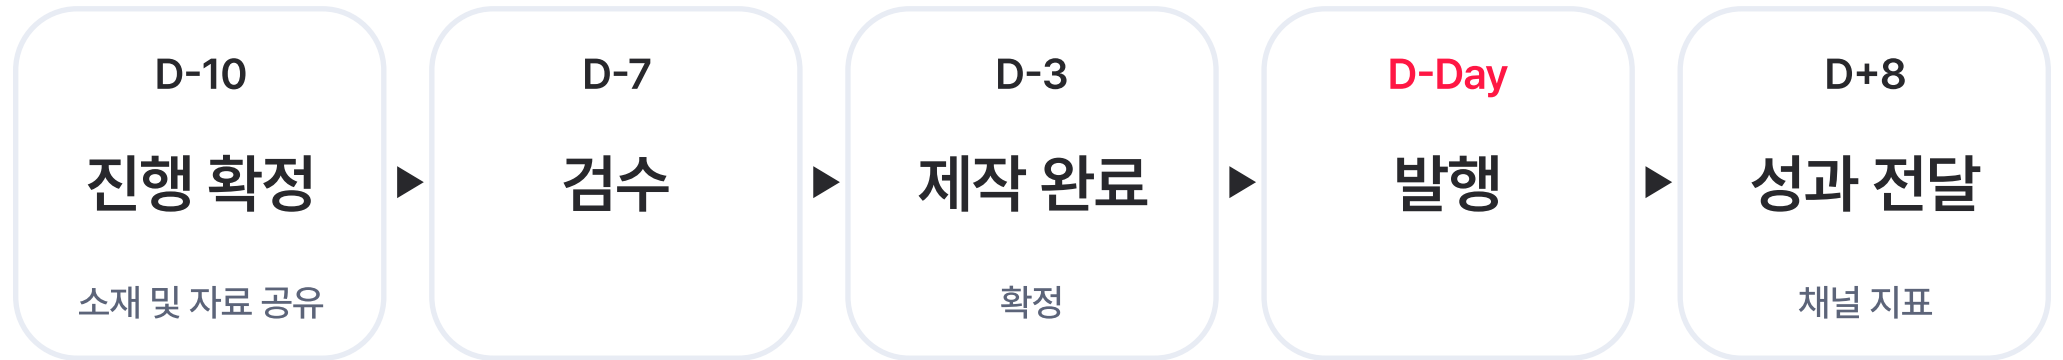 D-10
진행 확정
소재 및 자료 공유
D-7
검수
D-3
제작 완료
확정
D-Day
발행
D+8
성과 전달
채널 지표